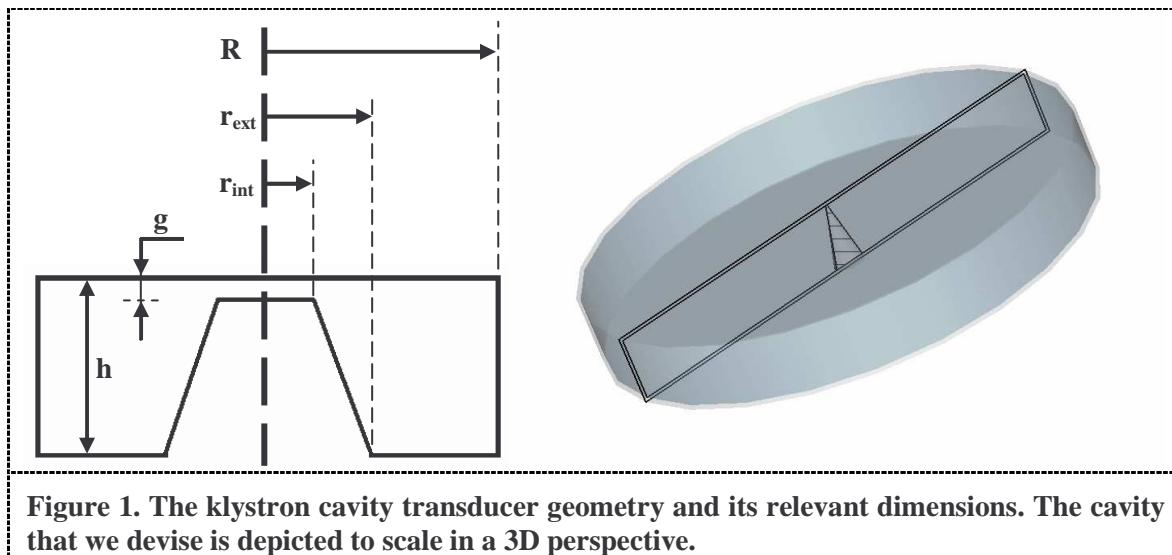 R
r_ext
r_int
g
h
Figure 1. The klystron cavity transducer geometry and its relevant dimensions. The cavity
that we devise is depicted to scale in a 3D perspective.